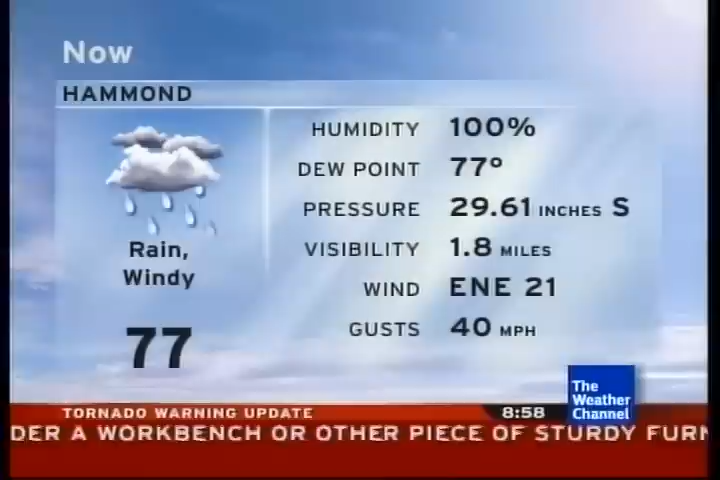 Now
HAMMOND
Rain,
Windy
77
HUMIDITY 100%
DEW POINT 77°
PRESSURE 29.61 INCHES S
VISIBILITY 1.8 MILES
WIND ENE 21
GUSTS 40 MPH
The
Weather
Channel
TORNADO WARNING UPDATE 8:58
DER A WORKBENCH OR OTHER PIECE OF STURDY FURN